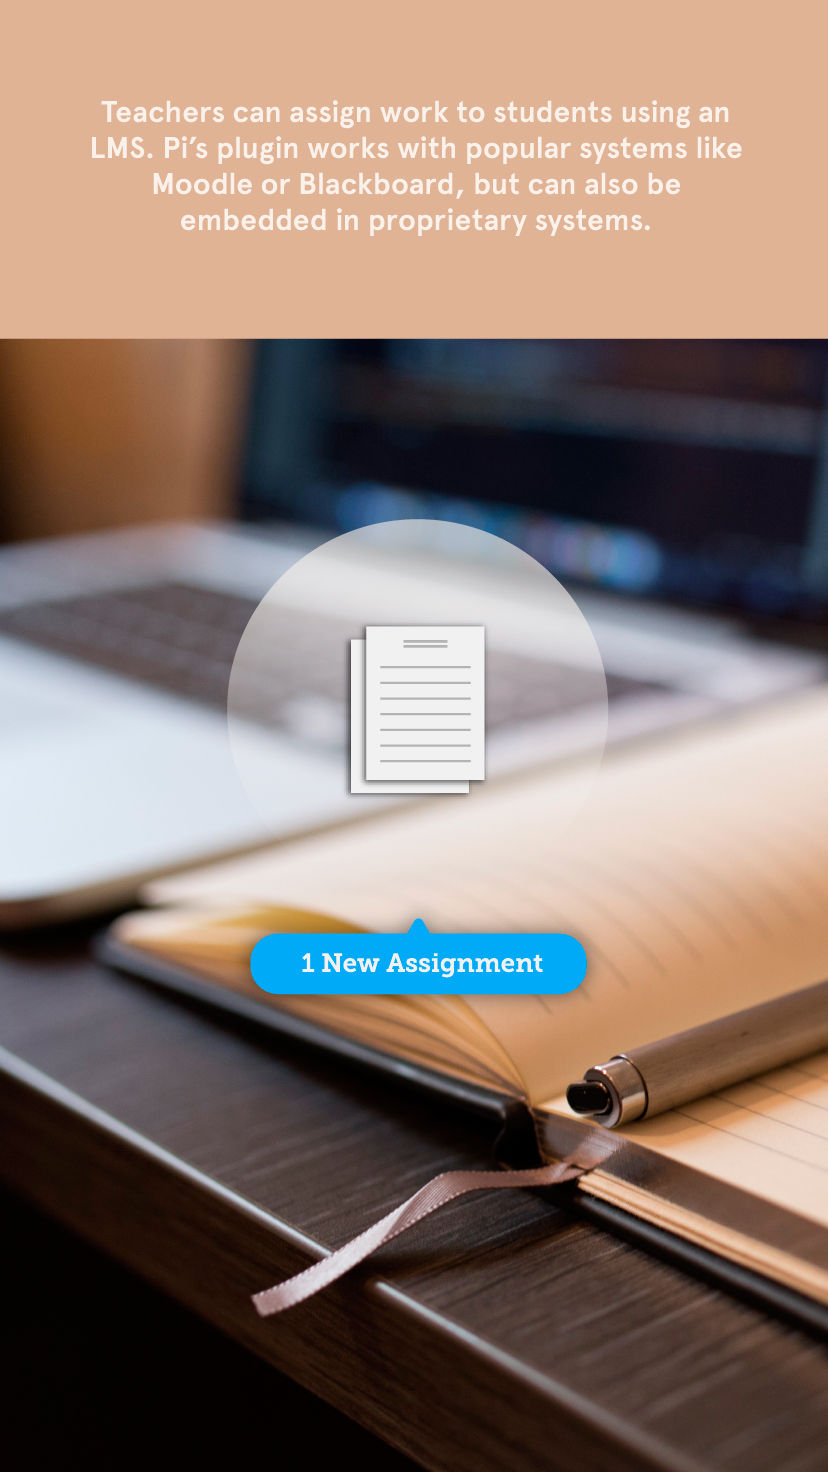 Teachers can assign work to students using an
LMS. Pi’s plugin works with popular systems like
Moodle or Blackboard, but can also be
embedded in proprietary systems.
1 New Assignment